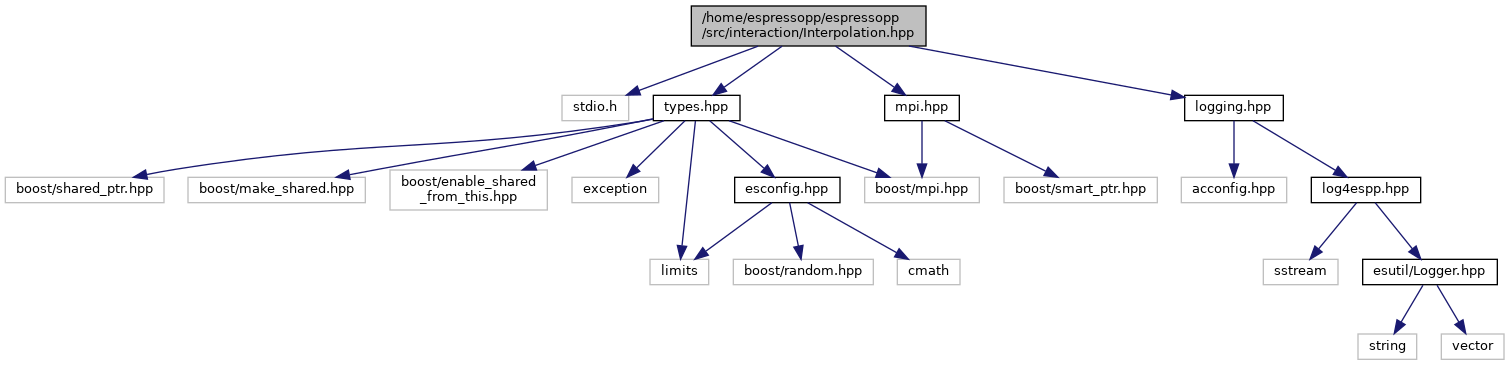 /home/espressopp/espressopp
/src/interaction/Interpolation.hpp
stdio.h
types.hpp
mpi.hpp
logging.hpp
boost/shared_ptr.hpp
boost/make_shared.hpp
boost/enable_shared
_from_this.hpp
exception
esconfig.hpp
boost/mpi.hpp
boost/smart_ptr.hpp
acconfig.hpp
log4espp.hpp
limits
boost/random.hpp
cmath
sstream
esutil/Logger.hpp
string
vector